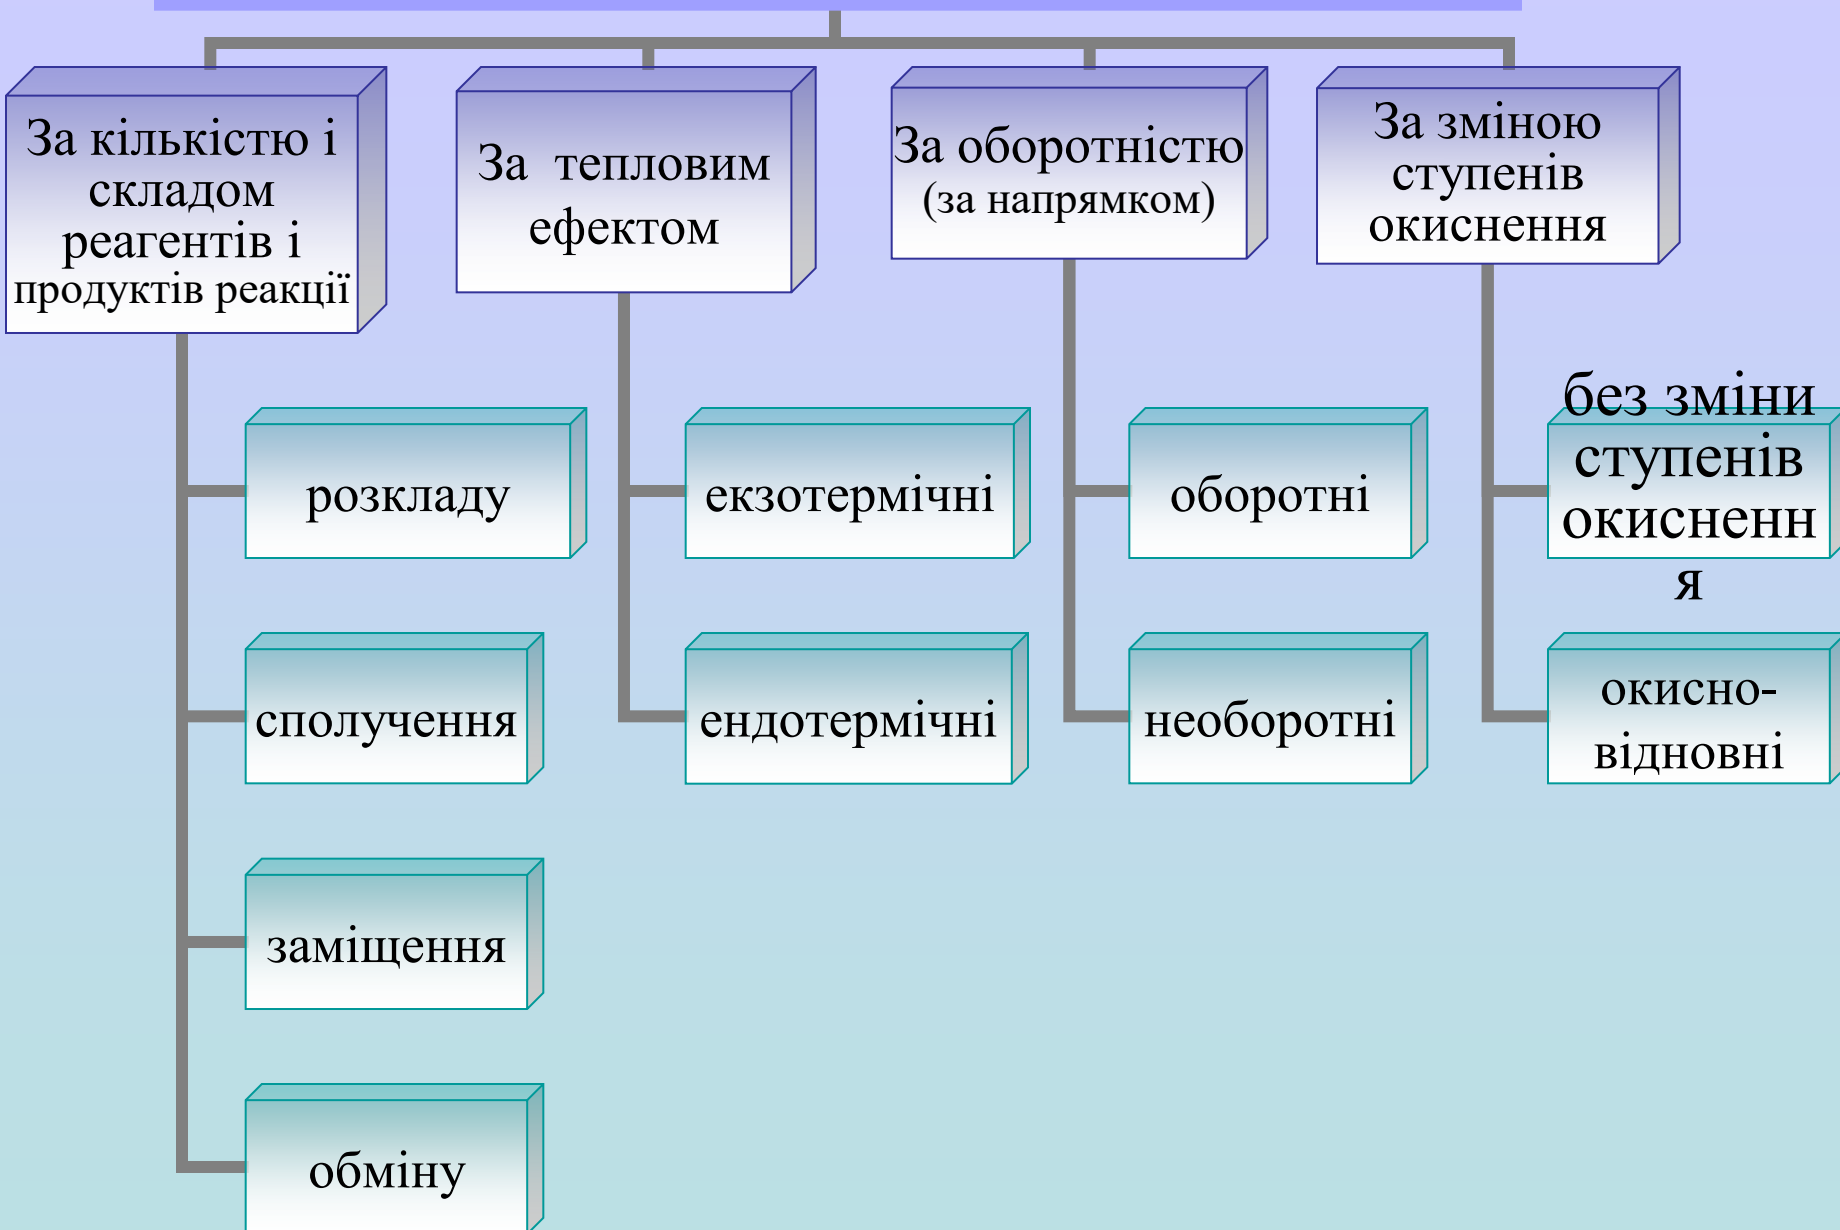 За кількістю і
складом
реагентів і
продуктів реакції
За тепловим
ефектом
За оборотністю
(за напрямком)
За зміною
ступенів
окиснення
розкладу
сполучення
заміщення
обміну
екзотермічні
ендотермічні
оборотні
необоротні
без зміни
ступенів
окисненн
я
окисно-
відновні